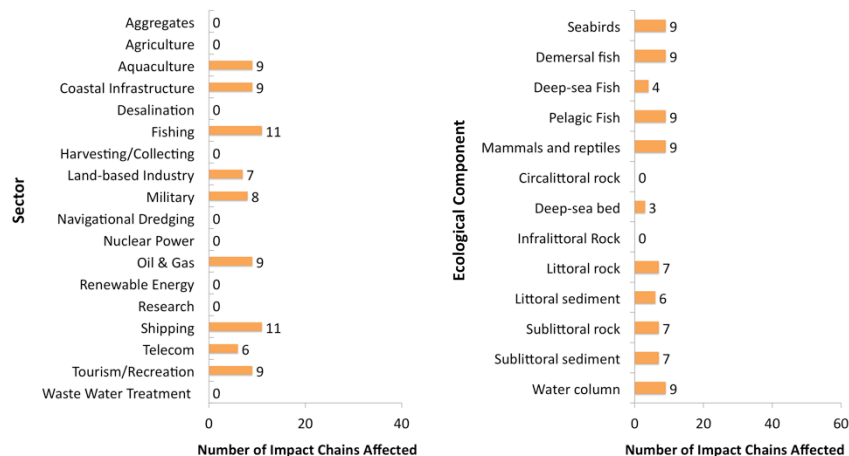 Sector
Aggregates 0
Agriculture 0
Aquaculture 9
Coastal Infrastructure 9
Desalination 0
Fishing 11
Harvesting/Collecting 0
Land-based Industry 7
Military 8
Navigational Dredging 0
Nuclear Power 0
Oil & Gas 9
Renewable Energy 0
Research 0
Shipping 11
Telecom 6
Tourism/Recreation 9
Waste Water Treatment 0
0 20 40
Number of Impact Chains Affected
Ecological Component
Seabirds 9
Demersal fish 9
Deep-sea Fish 4
Pelagic Fish 9
Mammals and reptiles 9
Circalittoral rock 0
Deep-sea bed 3
Infralittoral Rock 0
Littoral rock 7
Littoral sediment 6
Sublittoral rock 7
Sublittoral sediment 7
Water column 9
0 20 40 60
Number of Impact Chains Affected